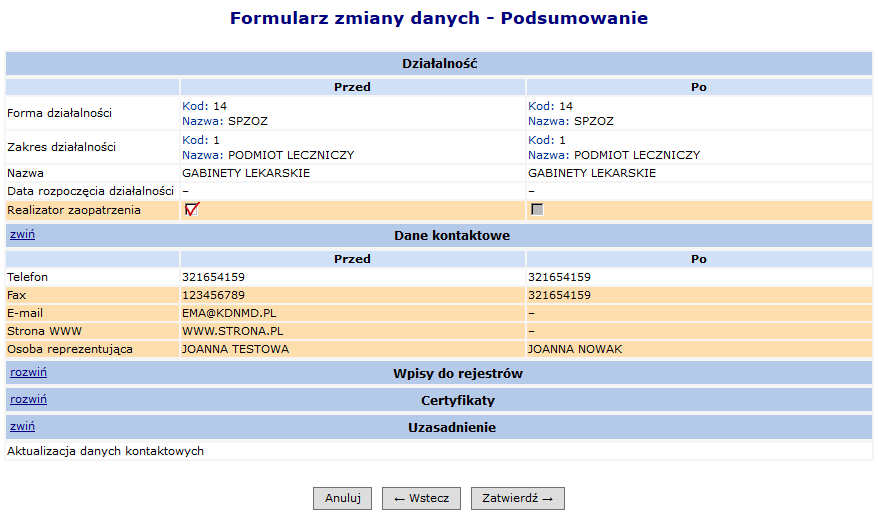 Formularz zmiany danych - Podsumowanie
Działalność
Przed Po
Forma działalności Kod: 14 Nazwa: SPZOZ Kod: 14 Nazwa: SPZOZ
Zakres działalności Kod: 1 Nazwa: PODMIOT LECZNICZY Kod: 1 Nazwa: PODMIOT LECZNICZY
Nazwa GABINETY LEKARSKIE GABINETY LEKARSKIE
Data rozpoczęcia działalności – –
Realizator zaopatrzenia
zwiń Dane kontaktowe
Przed Po
Telefon 321654159 321654159
Fax 123456789 321654159
E-mail EMA@KDNMD.PL –
Strona WWW WWW.STRONA.PL –
Osoba reprezentująca JOANNA TESTOWA JOANNA NOWAK
rozwiń Wpisy do rejestrów
rozwiń Certyfikaty
zwiń Uzasadnienie
Aktualizacja danych kontaktowych
Anuluj ← Wstecz Zatwierdź →